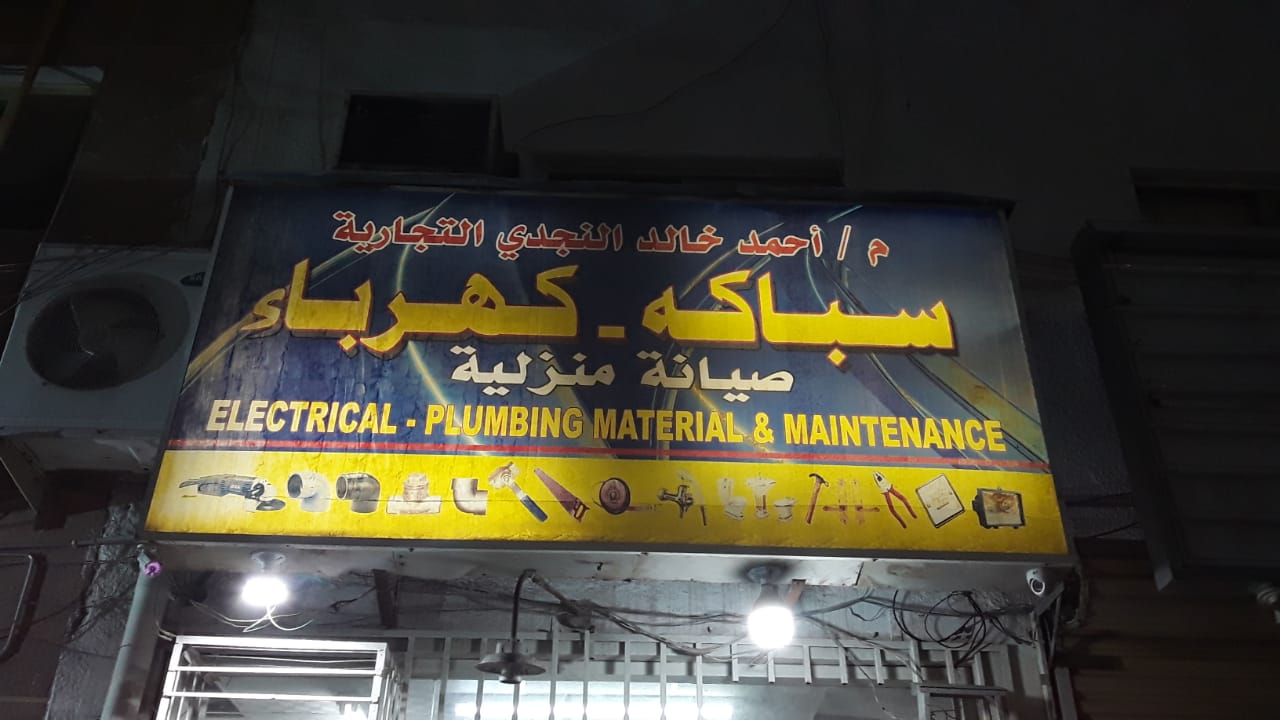 م / أحمد خالد النجدي التجارية
سباكه - كهرباء
صيانة منزلية
ELECTRICAL - PLUMBING MATERIAL & MAINTENANCE